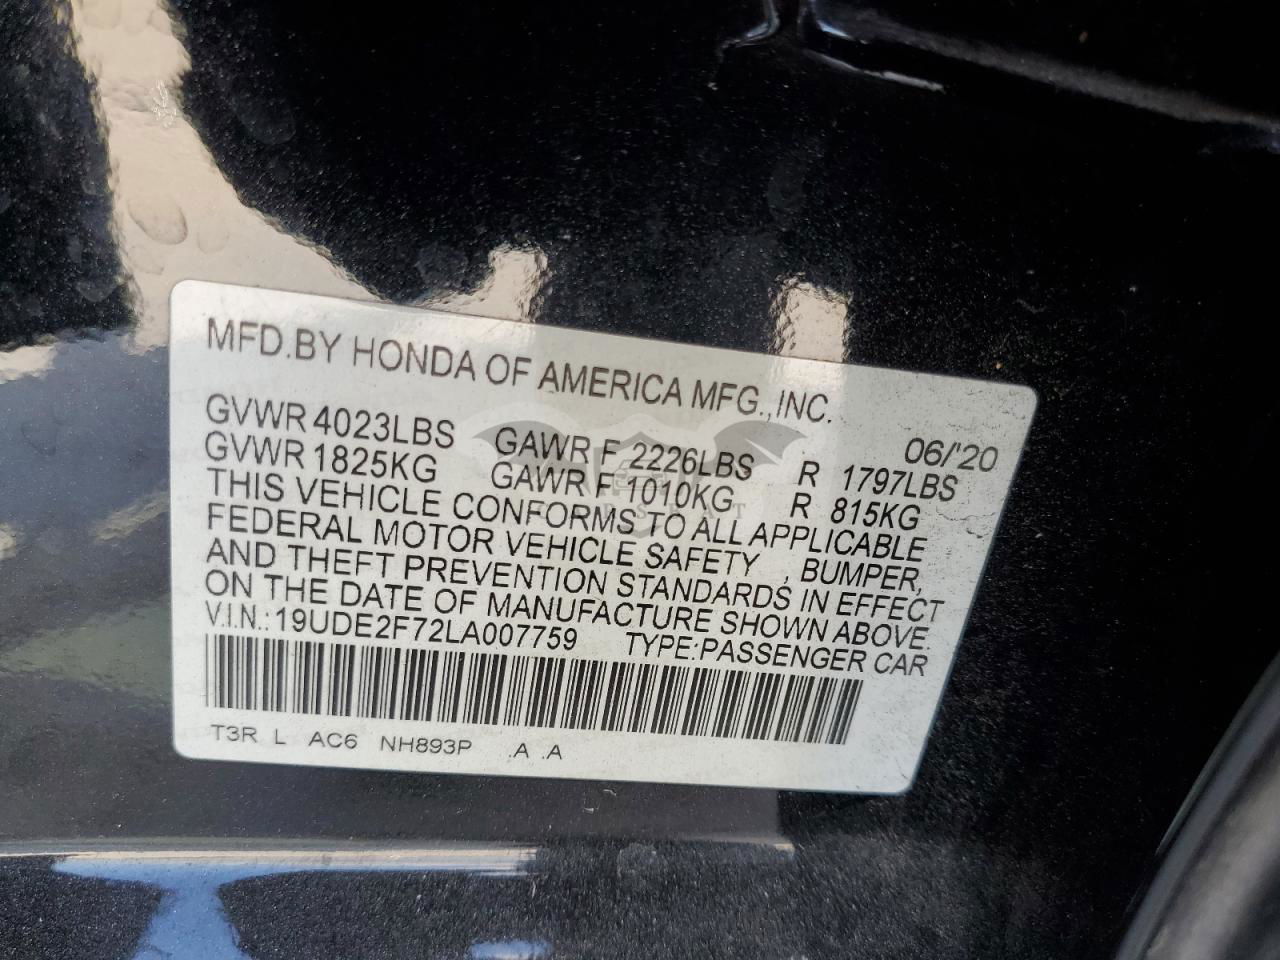 MFD.BY HONDA OF AMERICA MFG.,INC.
06/'20
GVWR 4023LBS GAWR F 2226LBS R 1797LBS
GVWR 1825KG GAWR F 1010KG R 815KG
THIS VEHICLE CONFORMS TO ALL APPLICABLE
FEDERAL MOTOR VEHICLE SAFETY , BUMPER,
AND THEFT PREVENTION STANDARDS IN EFFECT
ON THE DATE OF MANUFACTURE SHOWN ABOVE.
V.I.N.:19UDE2F72LA007759 TYPE:PASSENGER CAR
T3R L AC6 NH893P .A .A